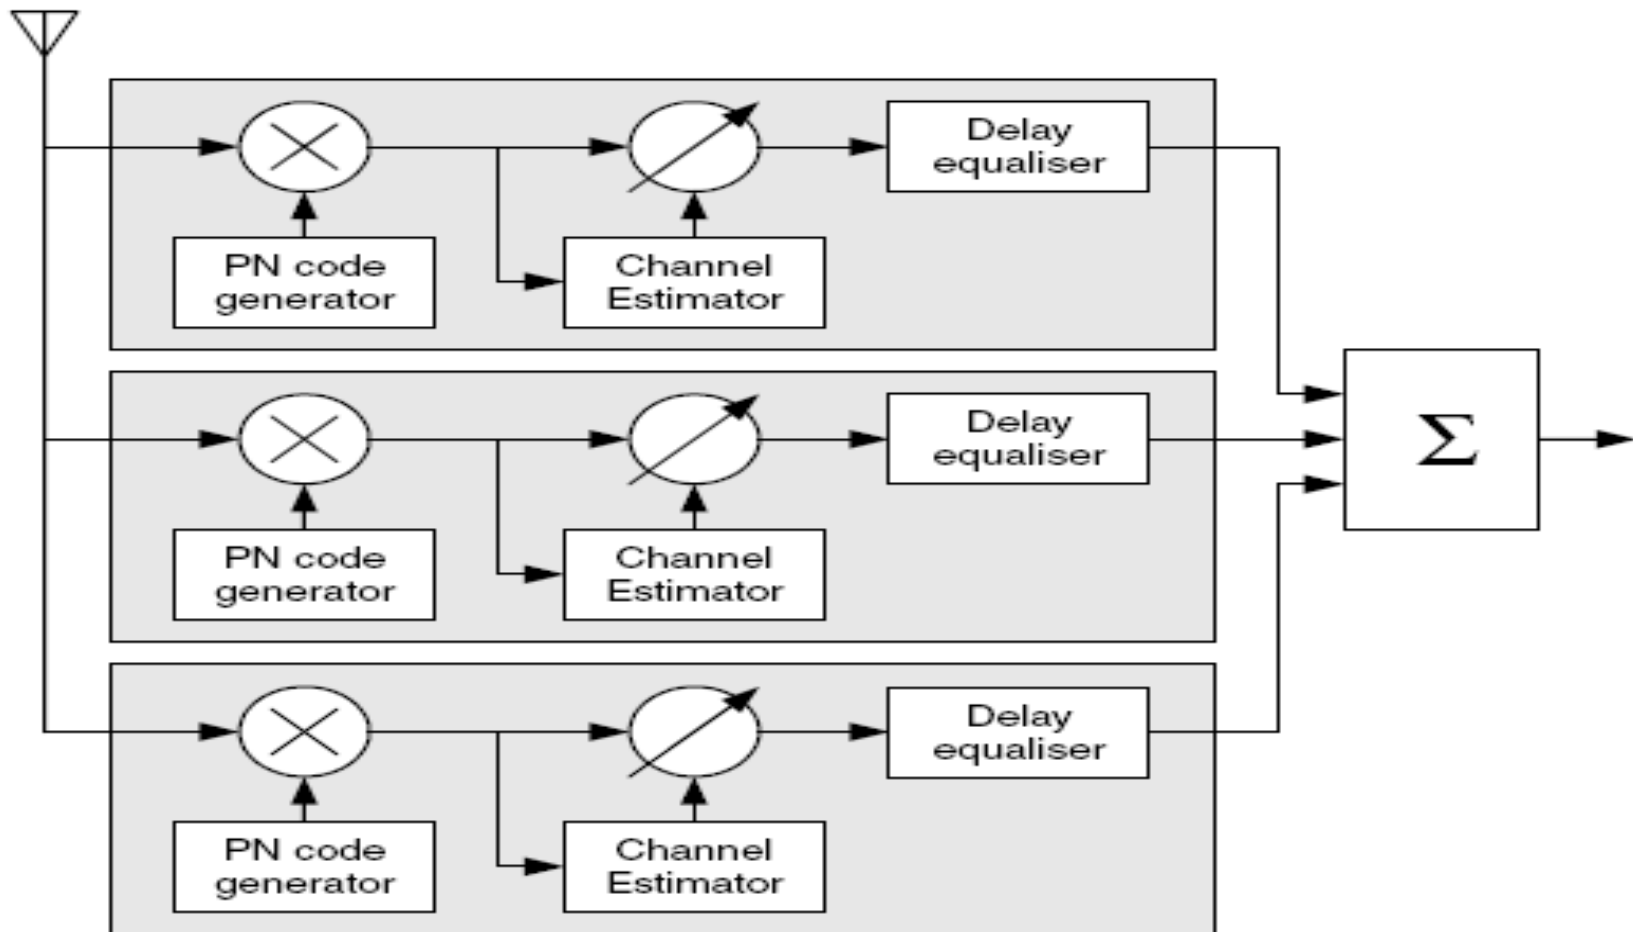 Delay
equaliser
PN code
generator
Channel
Estimator
Delay
equaliser
Σ
PN code
generator
Channel
Estimator
Delay
equaliser
PN code
generator
Channel
Estimator